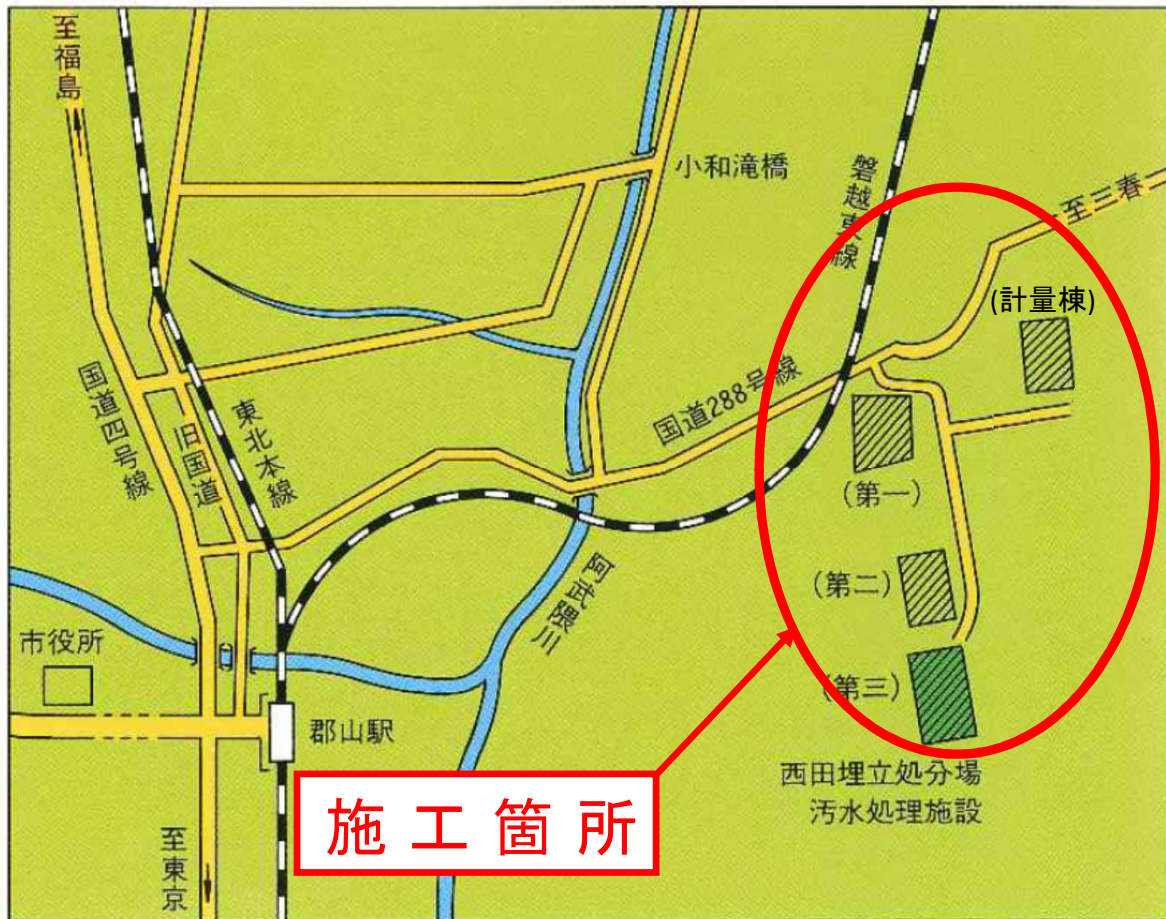 至福島
小和滝橋
磐越東線
至三春
(計量棟)
国道四号線
旧国道
東北本線
国道288号線
(第一)
阿武隈川
(第二)
市役所
(第三)
郡山駅
西田埋立処分場
汚水処理施設
施工箇所
至東京